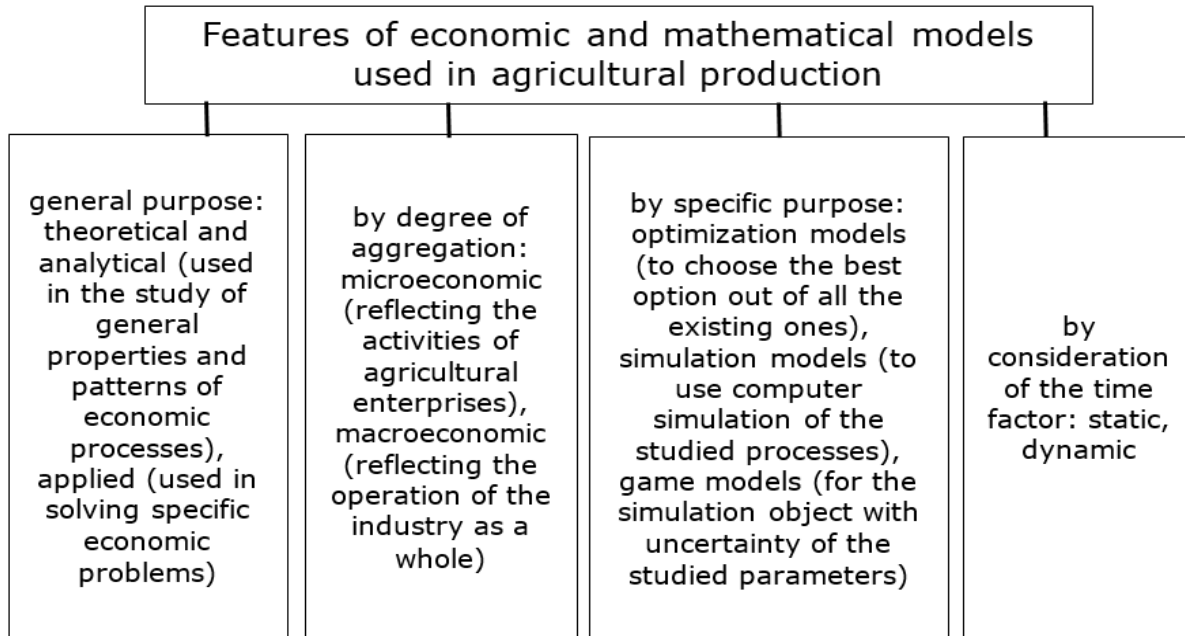 Features of economic and mathematical models
used in agricultural production
general purpose:
theoretical and
analytical (used
in the study of
general
properties and
patterns of
economic
processes),
applied (used in
solving specific
economic
problems)
by degree of
aggregation:
microeconomic
(reflecting the
activities of
agricultural
enterprises),
macroeconomic
(reflecting the
operation of the
industry as a
whole)
by specific purpose:
optimization models
(to choose the best
option out of all the
existing ones),
simulation models (to
use computer
simulation of the
studied processes),
game models (for the
simulation object with
uncertainty of the
studied parameters)
by
consideration
of the time
factor: static,
dynamic